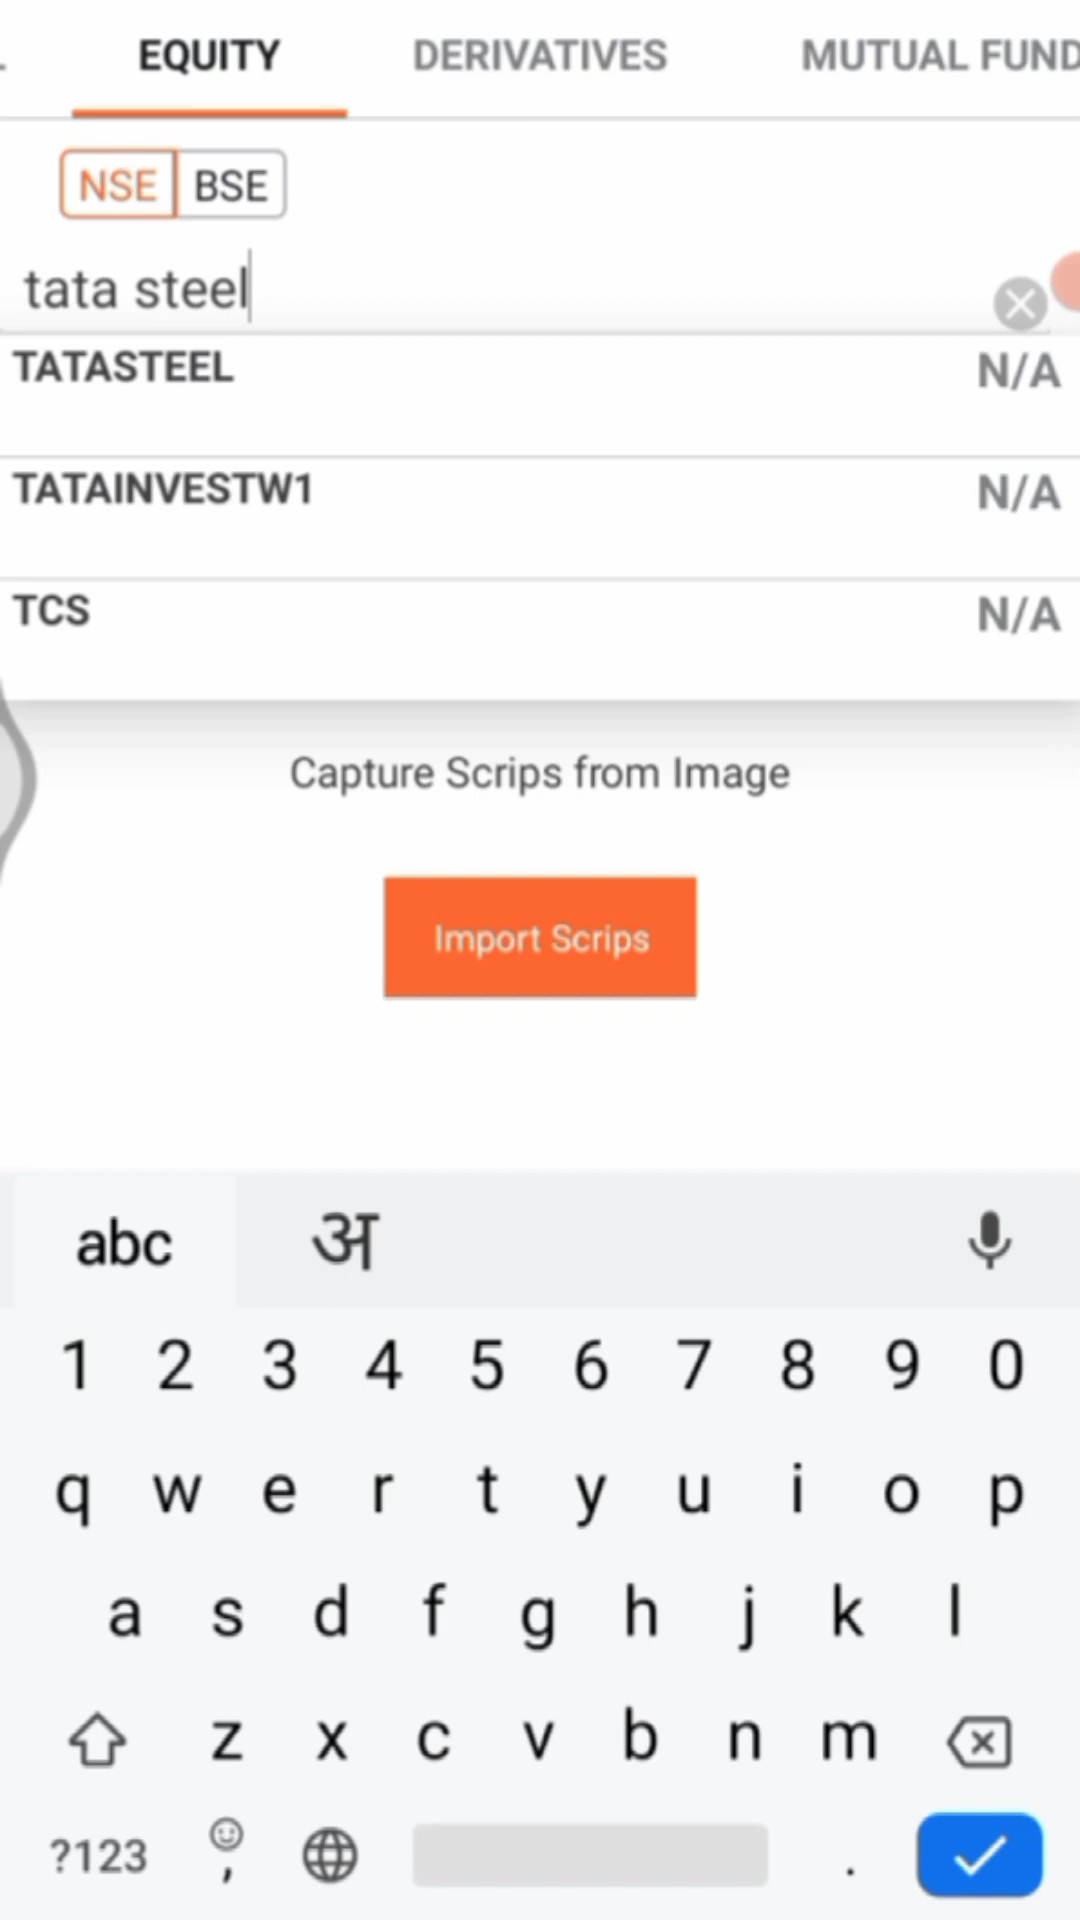 EQUITY DERIVATIVES MUTUAL FUND
NSE BSE
tata steel
TATASTEEL N/A
TATAINVESTW1 N/A
TCS N/A
Capture Scrips from Image
Import Scrips
abc अ
1 2 3 4 5 6 7 8 9 0
q w e r t y u i o p
a s d f g h j k l
z x c v b n m
?123 , .